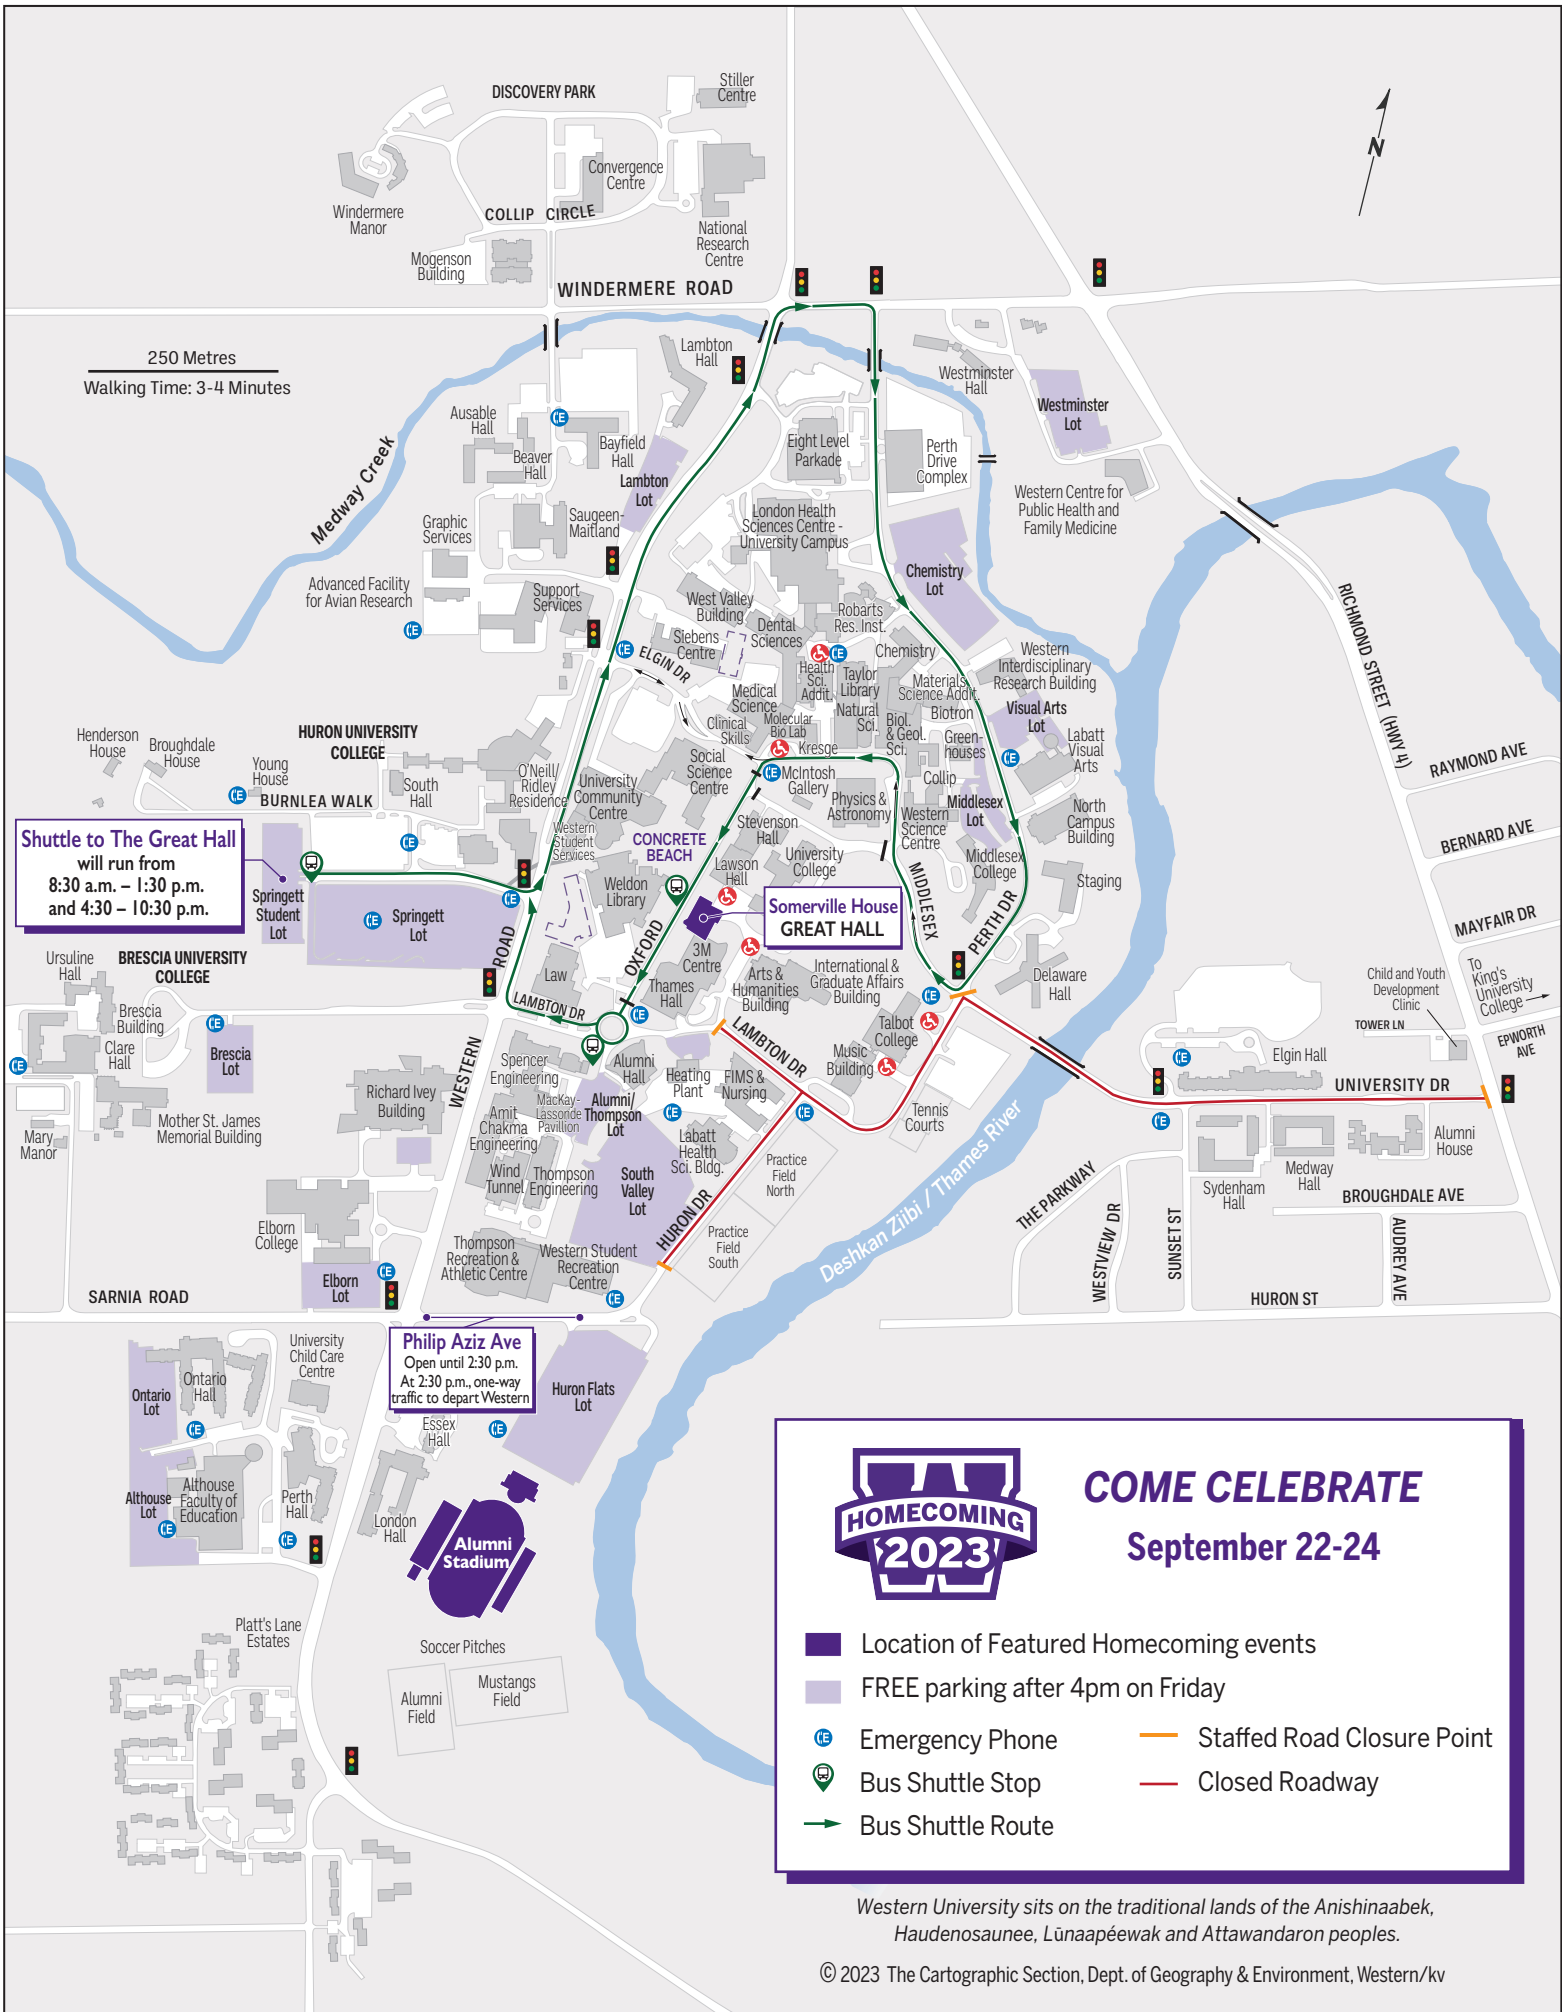 DISCOVERY PARK
Stiller
Centre
Convergence
Centre
Windermere
Manor
COLLIP CIRCLE
National
Research
Centre
Mogenson
Building
N
WINDERMERE ROAD
250 Metres
Walking Time: 3-4 Minutes
Lambton
Hall
Westminster
Hall
Westminster
Lot
Ausable
Hall
Bayfield
Hall
Beaver
Hall
Lambton
Lot
Eight Level
Parkade
Perth
Drive
Complex
Medway Creek
Western Centre for
Public Health and
Family Medicine
Graphic
Services
Saugeen-
Maitland
London Health
Sciences Centre -
University Campus
Chemistry
Lot
Advanced Facility
for Avian Research
Support
Services
West Valley
Building
Robarts
Res. Inst.
Dental
Sciences
Siebens
Centre
ELGIN DR
Chemistry
Western
Interdisciplinary
Research Building
Health
Sci.
Addit.
Taylor
Library
Materials
Science Addit.
Medical
Science
Biotron
Visual Arts
Lot
Natural
Sci.
Biol.
& Geol.
Sci.
Molecular
Bio Lab
Clinical
Skills
Kresge
Green-
houses
Labatt
Visual
Arts
RICHMOND STREET (HWY 4)
RAYMOND AVE
Henderson
House
Broughdale
House
HURON UNIVERSITY
COLLEGE
Young
House
BURNLEA WALK
South
Hall
O'Neill/
Ridley
Residence
University
Community
Centre
Social
Science
Centre
McIntosh
Gallery
Collip
Physics &
Astronomy
Western
Science
Centre
Middlesex
Lot
North
Campus
Building
BERNARD AVE
Shuttle to The Great Hall
will run from
8:30 a.m. – 1:30 p.m.
and 4:30 – 10:30 p.m.
Western
Student
Services
CONCRETE
BEACH
Stevenson
Hall
Lawson
Hall
University
College
Middlesex
College
Staging
Springett
Student
Lot
Springett
Lot
Weldon
Library
Somerville House
GREAT HALL
MIDDLESEX
PERTH DR
MAYFAIR DR
BRESCIA UNIVERSITY
COLLEGE
Ursuline
Hall
Brescia
Building
Clare
Hall
Brescia
Lot
Mother St. James
Memorial Building
Mary
Manor
WESTERN
ROAD
Law
OXFORD
LAMBTON DR
3M
Centre
Thames
Hall
Arts &
Humanities
Building
International &
Graduate Affairs
Building
Delaware
Hall
Child and Youth
Development
Clinic
To
King's
University
College
TOWER LN
EPWORTH
AVE
Talbot
College
LAMBTON DR
Music
Building
Elgin Hall
UNIVERSITY DR
Richard Ivey
Building
Spencer
Engineering
Alumni
Hall
Heating
Plant
FIMS &
Nursing
MacKay-
Lassonde
Pavillion
Alumni/
Thompson
Lot
Amit
Chakma
Engineering
Labatt
Health
Sci. Bldg.
Tennis
Courts
Practice
Field
North
Alumni
House
Wind
Tunnel
Thompson
Engineering
South
Valley
Lot
HURON DR
Practice
Field
South
Deshkan Ziibi / Thames River
THE PARKWAY
WESTVIEW DR
SUNSET ST
Sydenham
Hall
Medway
Hall
BROUGHDALE AVE
AUDREY AVE
HURON ST
Elborn
College
Elborn
Lot
Thompson
Recreation &
Athletic Centre
Western Student
Recreation
Centre
SARNIA ROAD
Philip Aziz Ave
Open until 2:30 p.m.
At 2:30 p.m., one-way
traffic to depart Western
University
Child Care
Centre
Ontario
Hall
Ontario
Lot
Essex
Hall
Huron Flats
Lot
Althouse
Lot
Althouse
Faculty of
Education
Perth
Hall
London
Hall
Alumni
Stadium
Platt's Lane
Estates
Soccer Pitches
Alumni
Field
Mustangs
Field
HOMECOMING
2023
COME CELEBRATE
September 22-24
Location of Featured Homecoming events
FREE parking after 4pm on Friday
Emergency Phone
Bus Shuttle Stop
Bus Shuttle Route
Staffed Road Closure Point
Closed Roadway
Western University sits on the traditional lands of the Anishinaabek,
Haudenosaunee, Lūnaapéewak and Attawandaron peoples.
© 2023 The Cartographic Section, Dept. of Geography & Environment, Western/kv